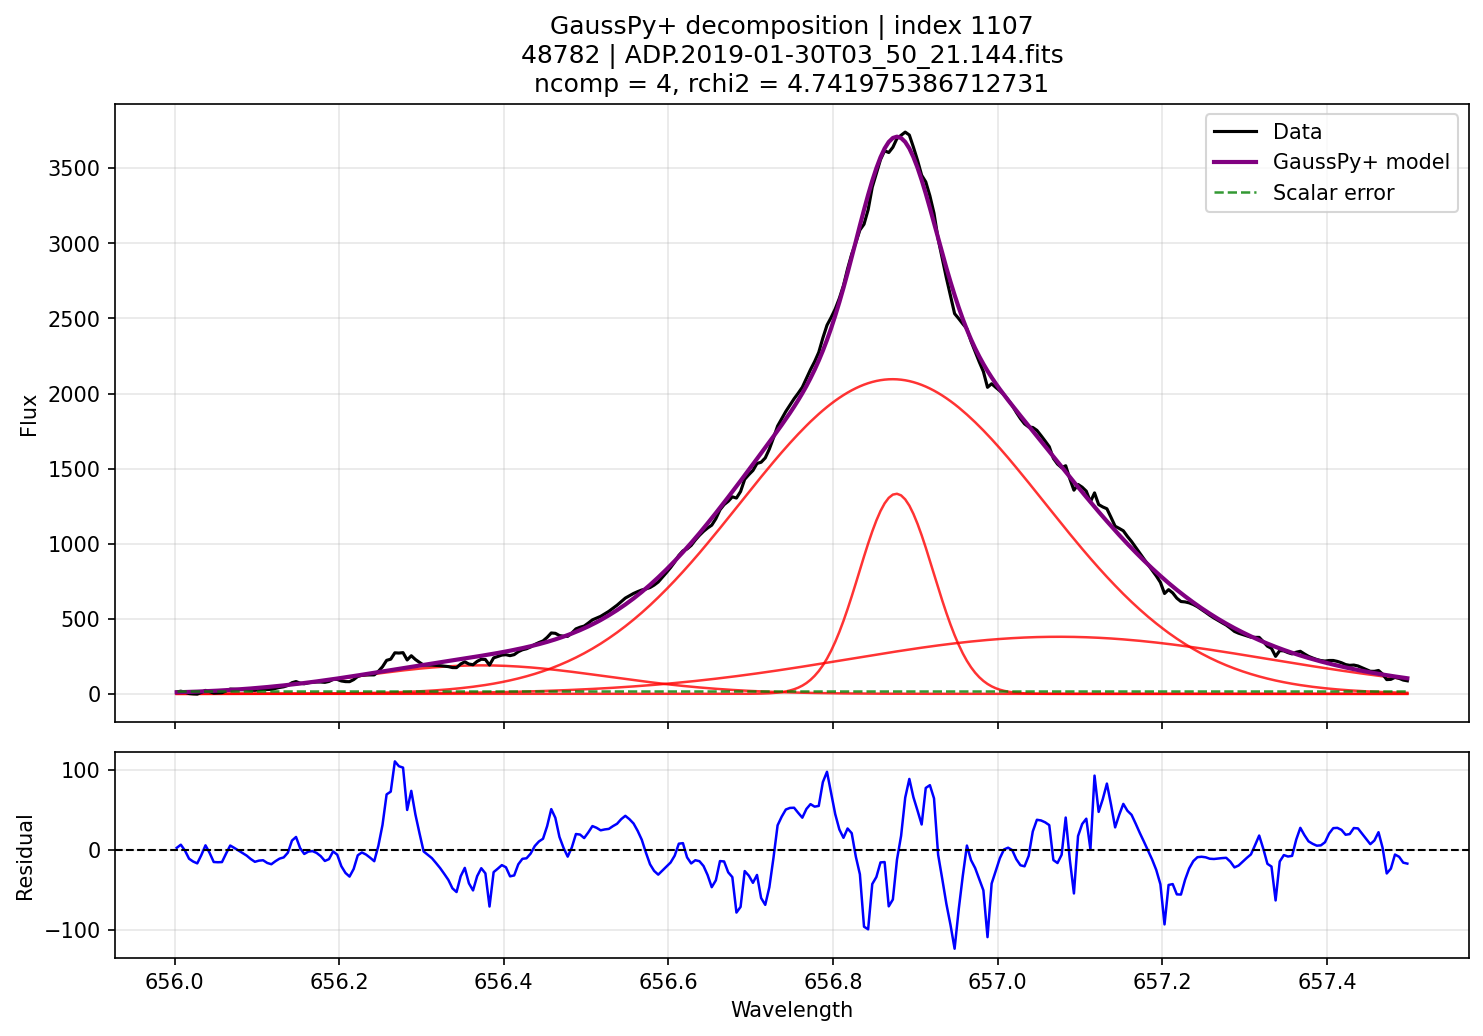 GaussPy+ decomposition | index 1107
48782 | ADP.2019-01-30T03_50_21.144.fits
ncomp = 4, rchi2 = 4.741975386712731
Data
GaussPy+ model
Scalar error
Flux
3500
3000
2500
2000
1500
1000
500
0
Residual
100
0
−100
656.0
656.2
656.4
656.6
656.8
657.0
657.2
657.4
Wavelength